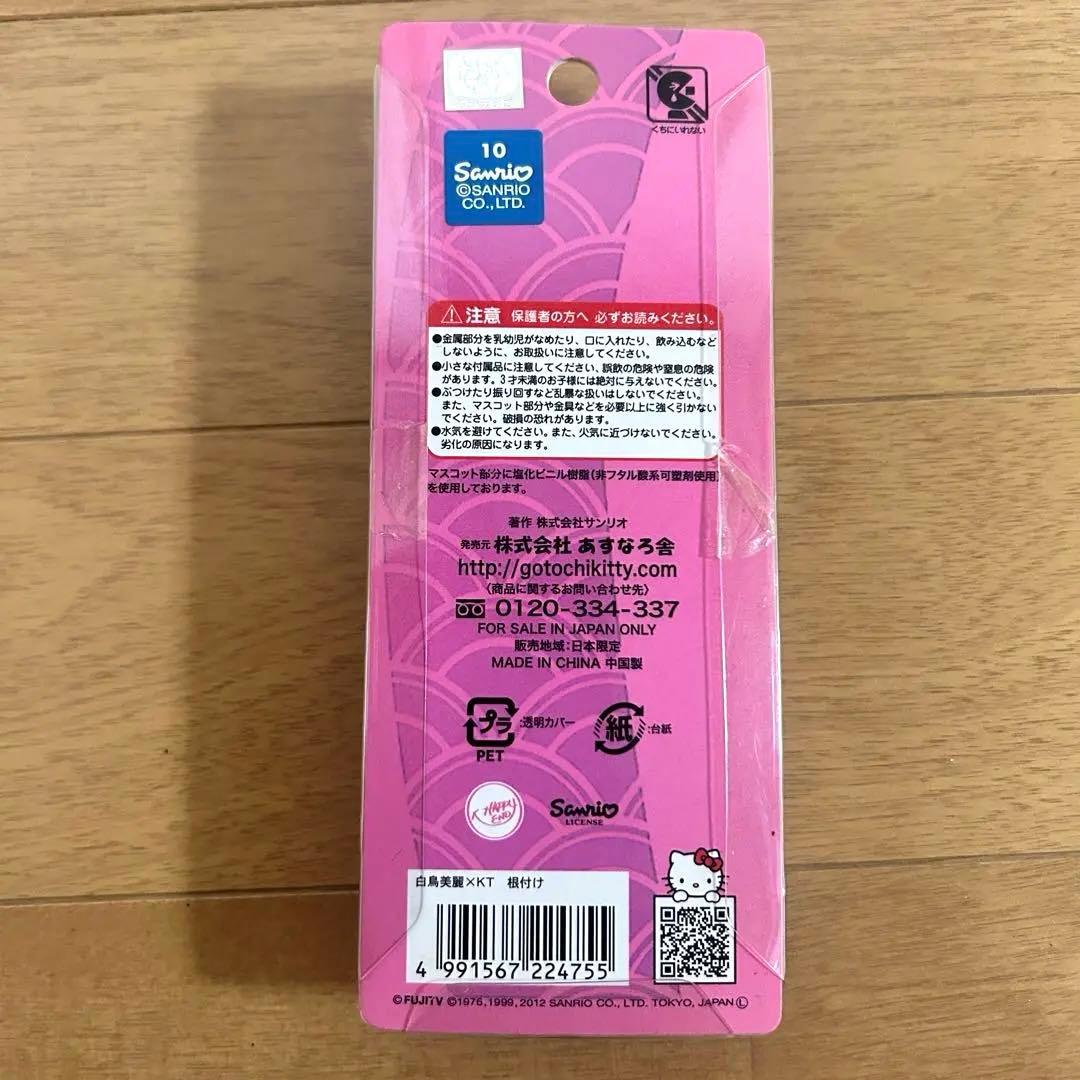 くちにいれない
10
Sanrio
©SANRIO
CO.,LTD.
⚠注意 保護者の方へ 必ずお読みください。
●金属部分を乳幼児がなめたり、口に入れたり、飲み込むなど
しないように、お取扱いに注意してください。
●小さな付属品に注意してください、誤飲の危険や窒息の危険
があります。3才未満のお子様には絶対に与えないでください。
●ぶつけたり振り回すなど乱暴な扱いはしないでください。
また、マスコット部分や金具などを必要以上に強く引かない
でください。破損の恐れがあります。
●水気を避けてください。また、火気に近づけないでください。
劣化の原因になります。
マスコット部分に塩化ビニル樹脂(非フタル酸系可塑剤使用)
を使用しております。
著作 株式会社サンリオ
発売元 株式会社 あすなろ舎
http://gotochikitty.com
〈商品に関するお問い合わせ先〉
0120-334-337
FOR SALE IN JAPAN ONLY
販売地域:日本限定
MADE IN CHINA 中国製
プラ :透明カバー 紙 :台紙
PET
HAPPY END Sanrio
LICENSE
白鳥美麗×KT 根付け
4 991567 224755
©FUJITV ©1976,1999,2012 SANRIO CO., LTD. TOKYO, JAPAN Ⓛ